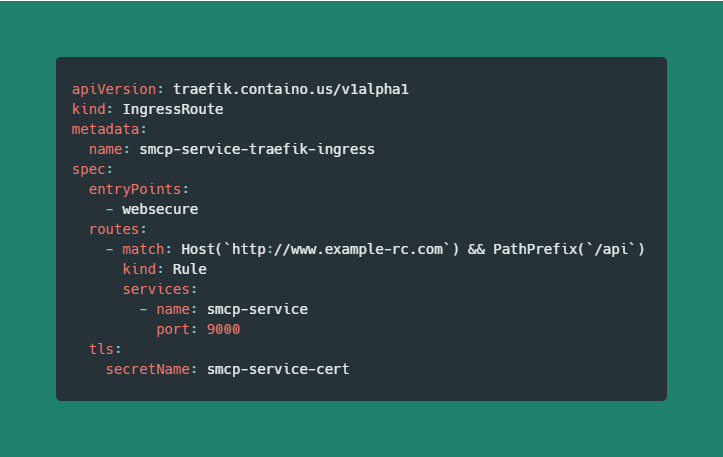 apiVersion: traefik.containo.us/v1alpha1
kind: IngressRoute
metadata:
  name: smcp-service-traefik-ingress
spec:
  entryPoints:
    - websecure
  routes:
    - match: Host(`http://www.example-rc.com`) && PathPrefix(`/api`)
      kind: Rule
      services:
        - name: smcp-service
          port: 9000
  tls:
    secretName: smcp-service-cert